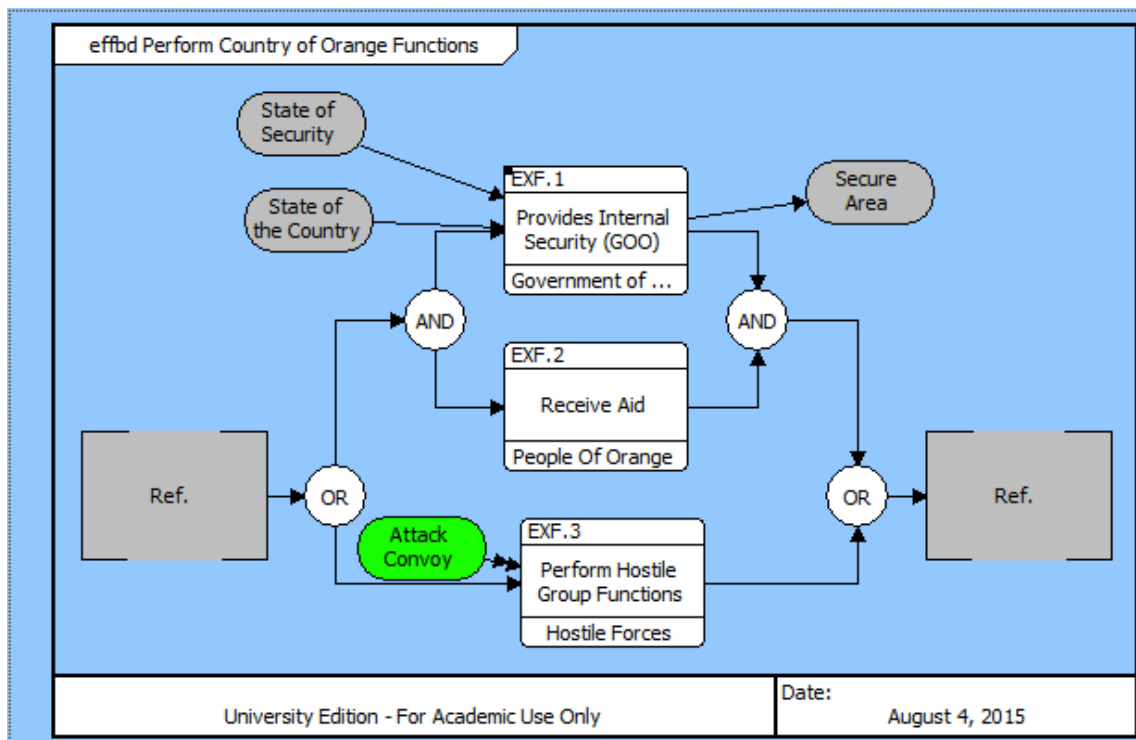 effbd Perform Country of Orange Functions
State of
Security
EXF.1
Secure
Area
State of
the Country
Provides Internal
Security (GOO)
Government of ...
AND
AND
EXF.2
Receive Aid
People Of Orange
Ref.
OR
OR
Ref.
Attack
Convoy
EXF.3
Perform Hostile
Group Functions
Hostile Forces
University Edition - For Academic Use Only
Date:
August 4, 2015